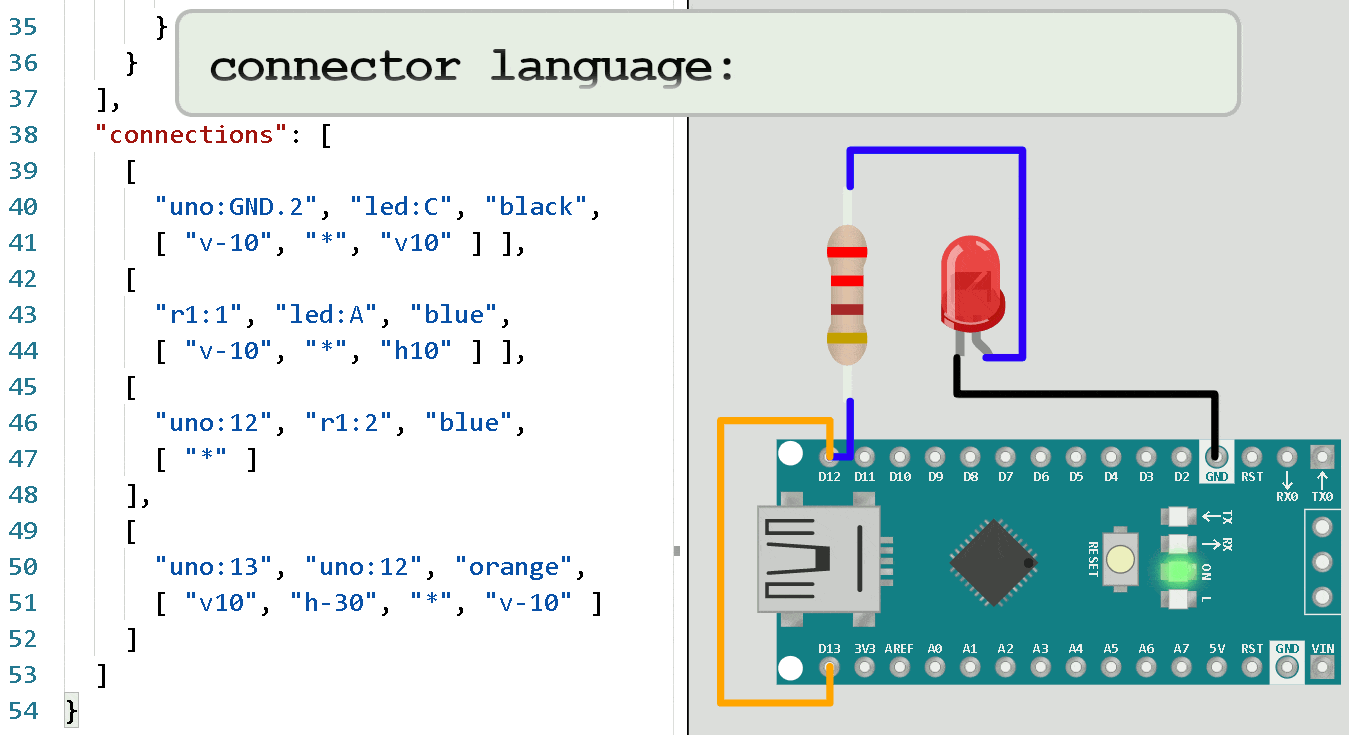 connector language:
35 }
36 }
37 ],
38 "connections": [
39 [
40 "uno:GND.2", "led:C", "black",
41 [ "v-10", "*", "v10" ] ],
42 [
43 "r1:1", "led:A", "blue",
44 [ "v-10", "*", "h10" ] ],
45 [
46 "uno:12", "r1:2", "blue",
47 [ "*" ]
48 ],
49 [
50 "uno:13", "uno:12", "orange",
51 [ "v10", "h-30", "*", "v-10" ]
52 ]
53 ]
54 }
D12 D11 D10 D9 D8 D7 D6 D5 D4 D3 D2 GND RST RX0 TX0
TX
RX
ON
L
RESET
D13 3V3 AREF A0 A1 A2 A3 A4 A5 A6 A7 5V RST GND VIN